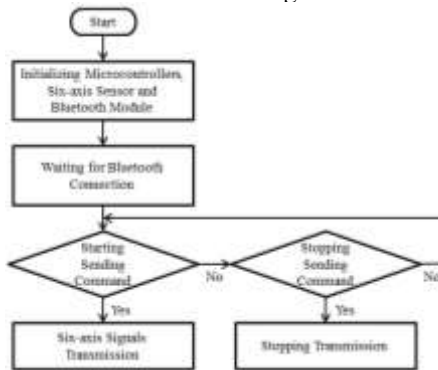 Start
Initializing Microcontrollers,
Six-axis Sensor and
Bluetooth Module
Waiting for Bluetooth
Connection
Starting
Sending
Command
No
Yes
Stopping
Sending
Command
No
Yes
Six-axis Signals
Transmission
Stopping Transmission